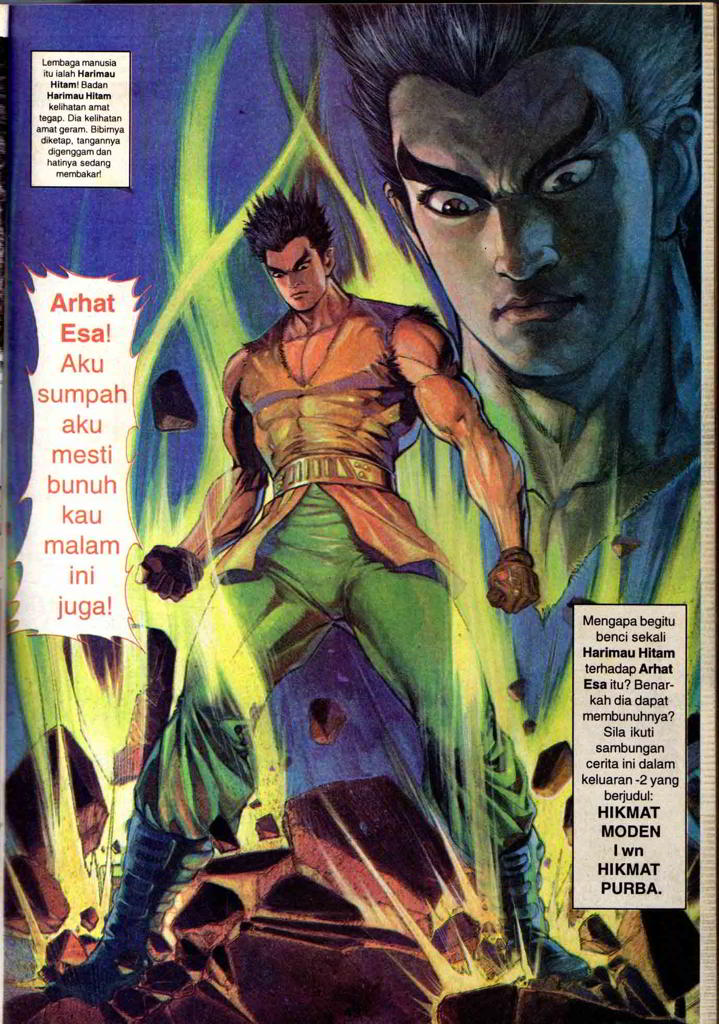 Lembaga manusia
itu ialah Harimau
Hitam! Badan
Harimau Hitam
kelihatan amat
tegap. Dia kelihatan
amat geram. Bibirnya
diketap, tangannya
digenggam dan
hatinya sedang
membakar!
Arhat
Esa!
Aku
sumpah
aku
mesti
bunuh
kau
malam
ini
juga!
Mengapa begitu
benci sekali
Harimau Hitam
terhadap Arhat
Esa itu? Benar-
kah dia dapat
membunuhnya?
Sila ikuti
sambungan
cerita ini dalam
keluaran -2 yang
berjudul:
HIKMAT
MODEN
lwn
HIKMAT
PURBA.